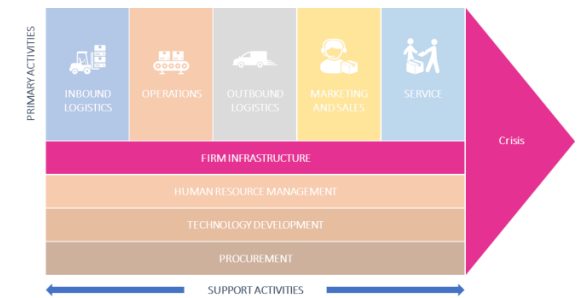 PRIMARY ACTIVITIES
INBOUND
LOGISTICS
OPERATIONS
OUTBOUND
LOGISTICS
MARKETING
AND SALES
SERVICE
Crisis
FIRM INFRASTRUCTURE
HUMAN RESOURCE MANAGEMENT
TECHNOLOGY DEVELOPMENT
PROCUREMENT
SUPPORT ACTIVITIES